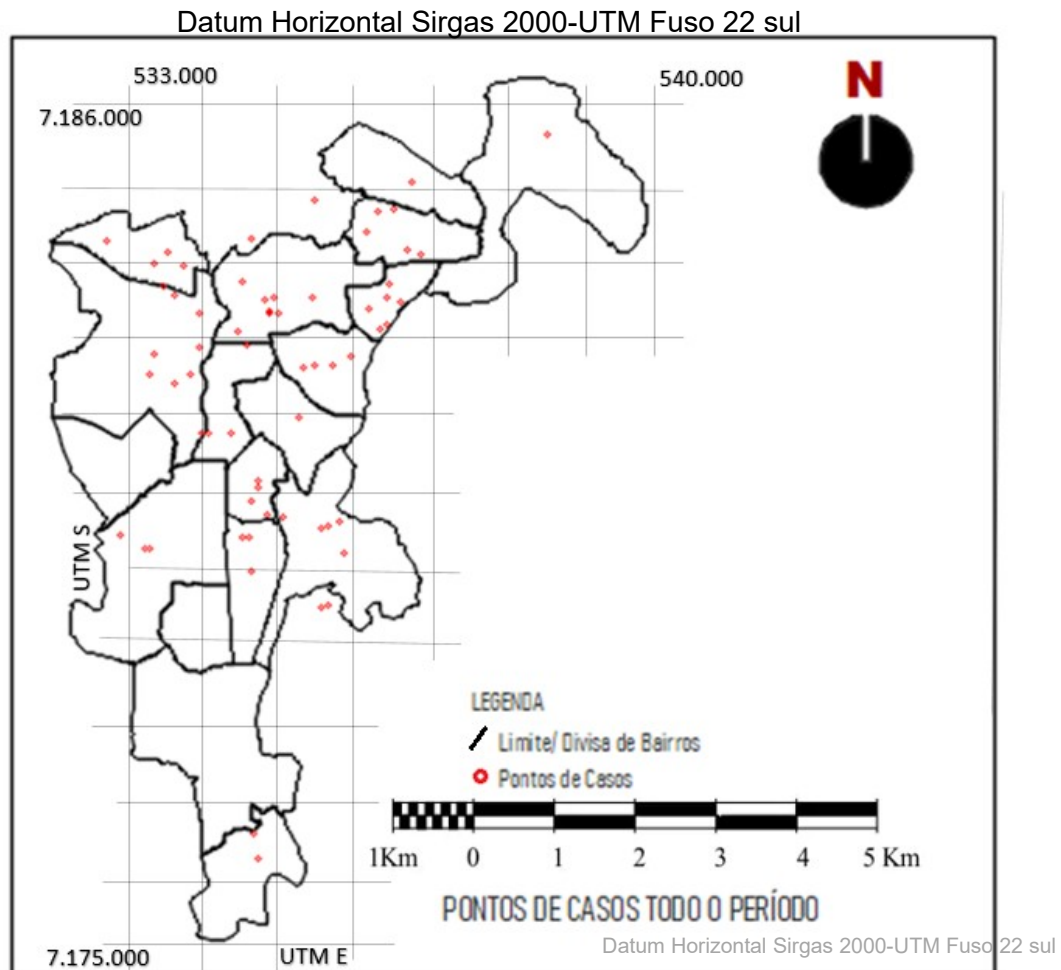 Datum Horizontal Sirgas 2000-UTM Fuso 22 sul
533.000
540.000
N
7.186.000
UTM S
LEGENDA
Limite/ Divisa de Bairros
Pontos de Casos
1Km 0 1 2 3 4 5 Km
PONTOS DE CASOS TODO O PERÍODO
Datum Horizontal Sirgas 2000-UTM Fuso 22 sul
7.175.000
UTM E